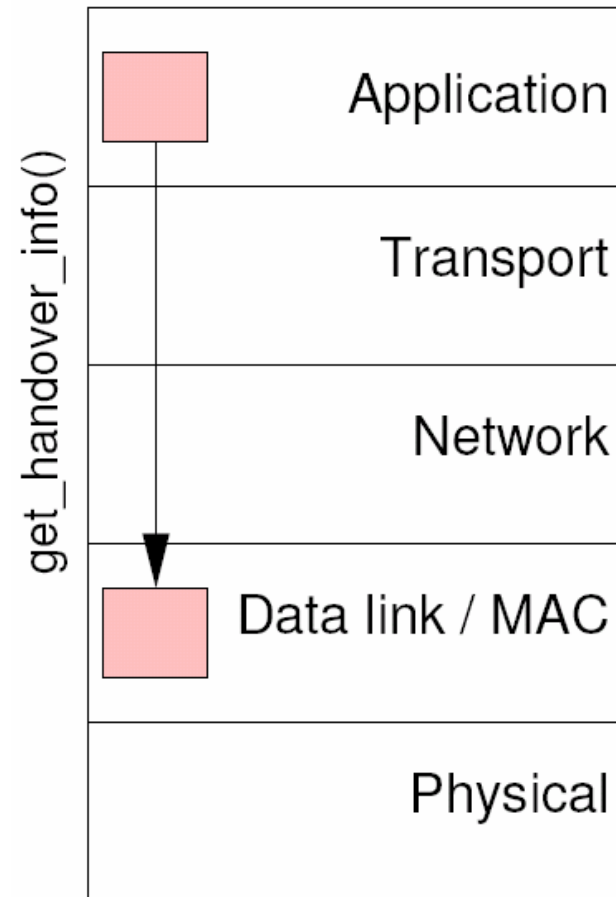 get_handover_info()
Application
Transport
Network
Data link / MAC
Physical